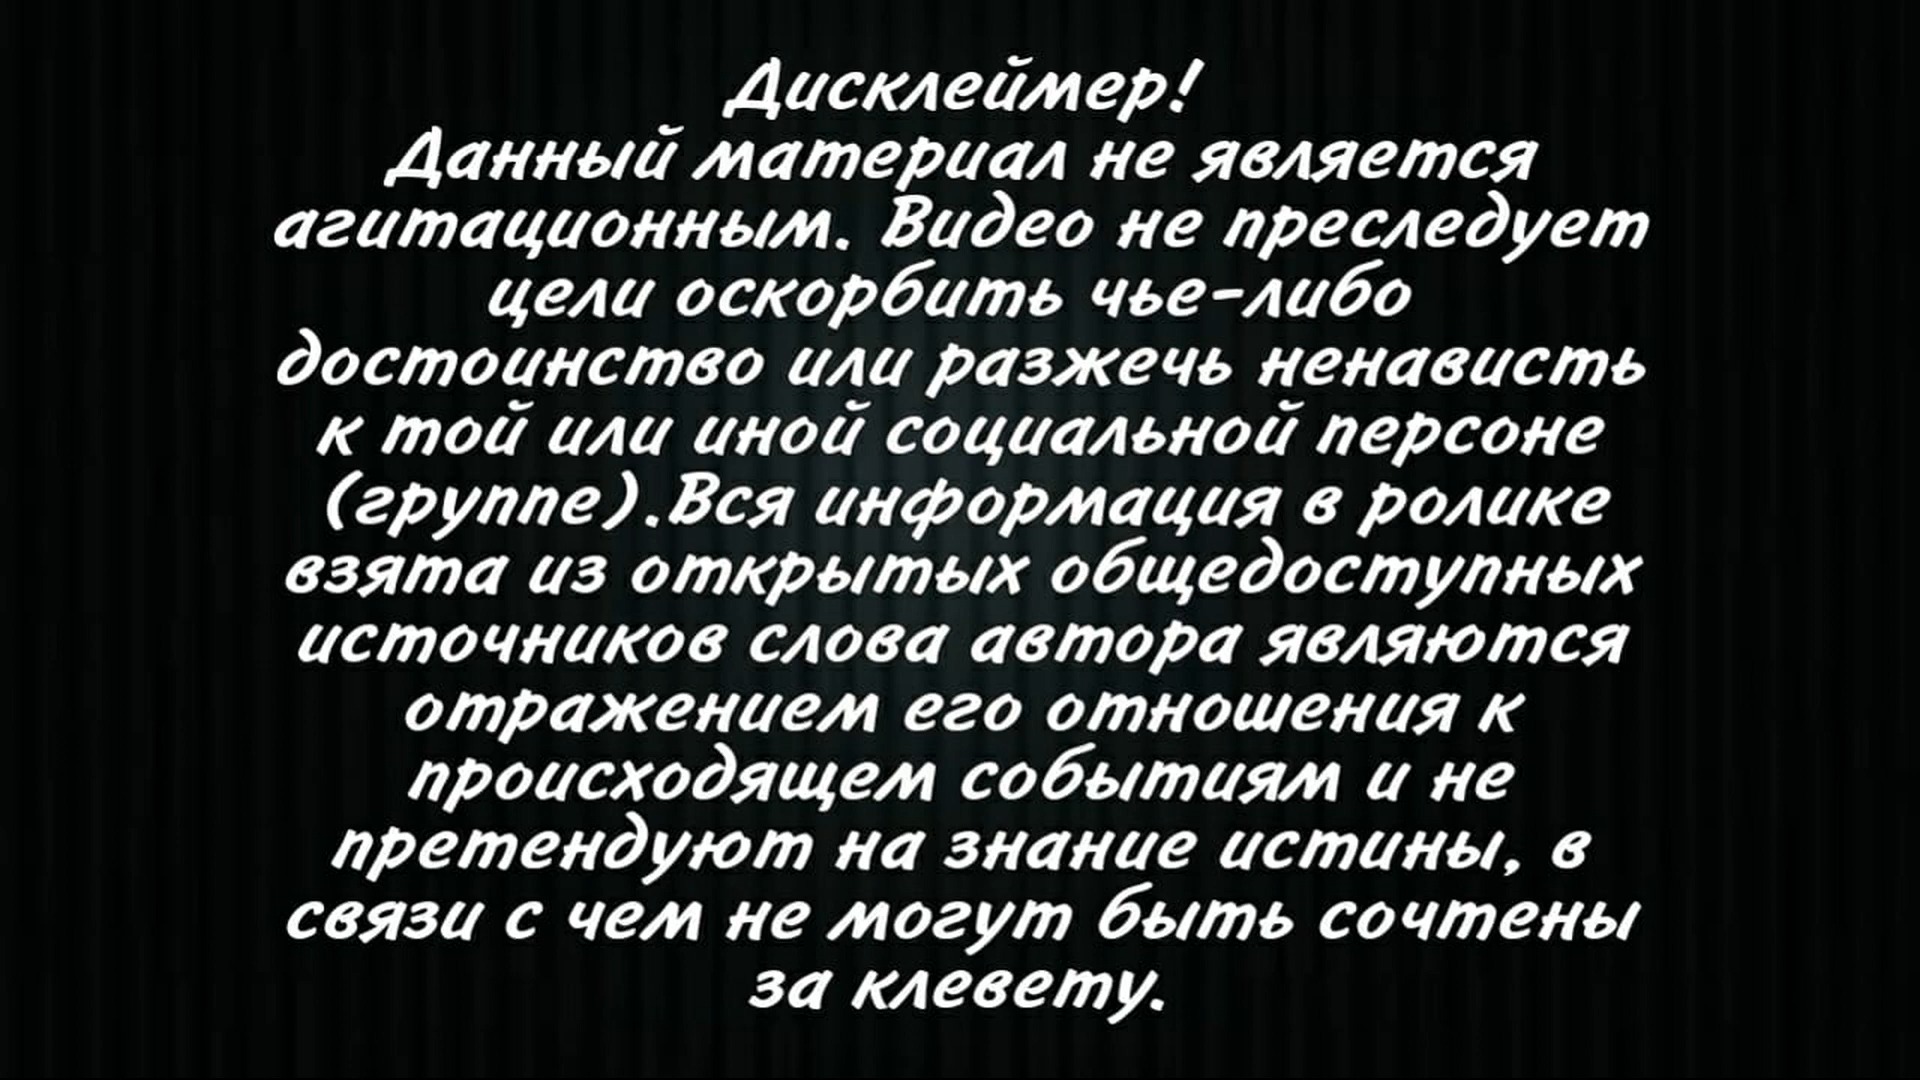 Дисклеймер!
Данный материал не является
агитационным. Видео не преследует
цели оскорбить чье-либо
достоинство или разжечь ненависть
к той или иной социальной персоне
(группе).Вся информация в ролике
взята из открытых общедоступных
источников слова автора являются
отражением его отношения к
происходящем событиям и не
претендуют на знание истины, в
связи с чем не могут быть сочтены
за клевету.